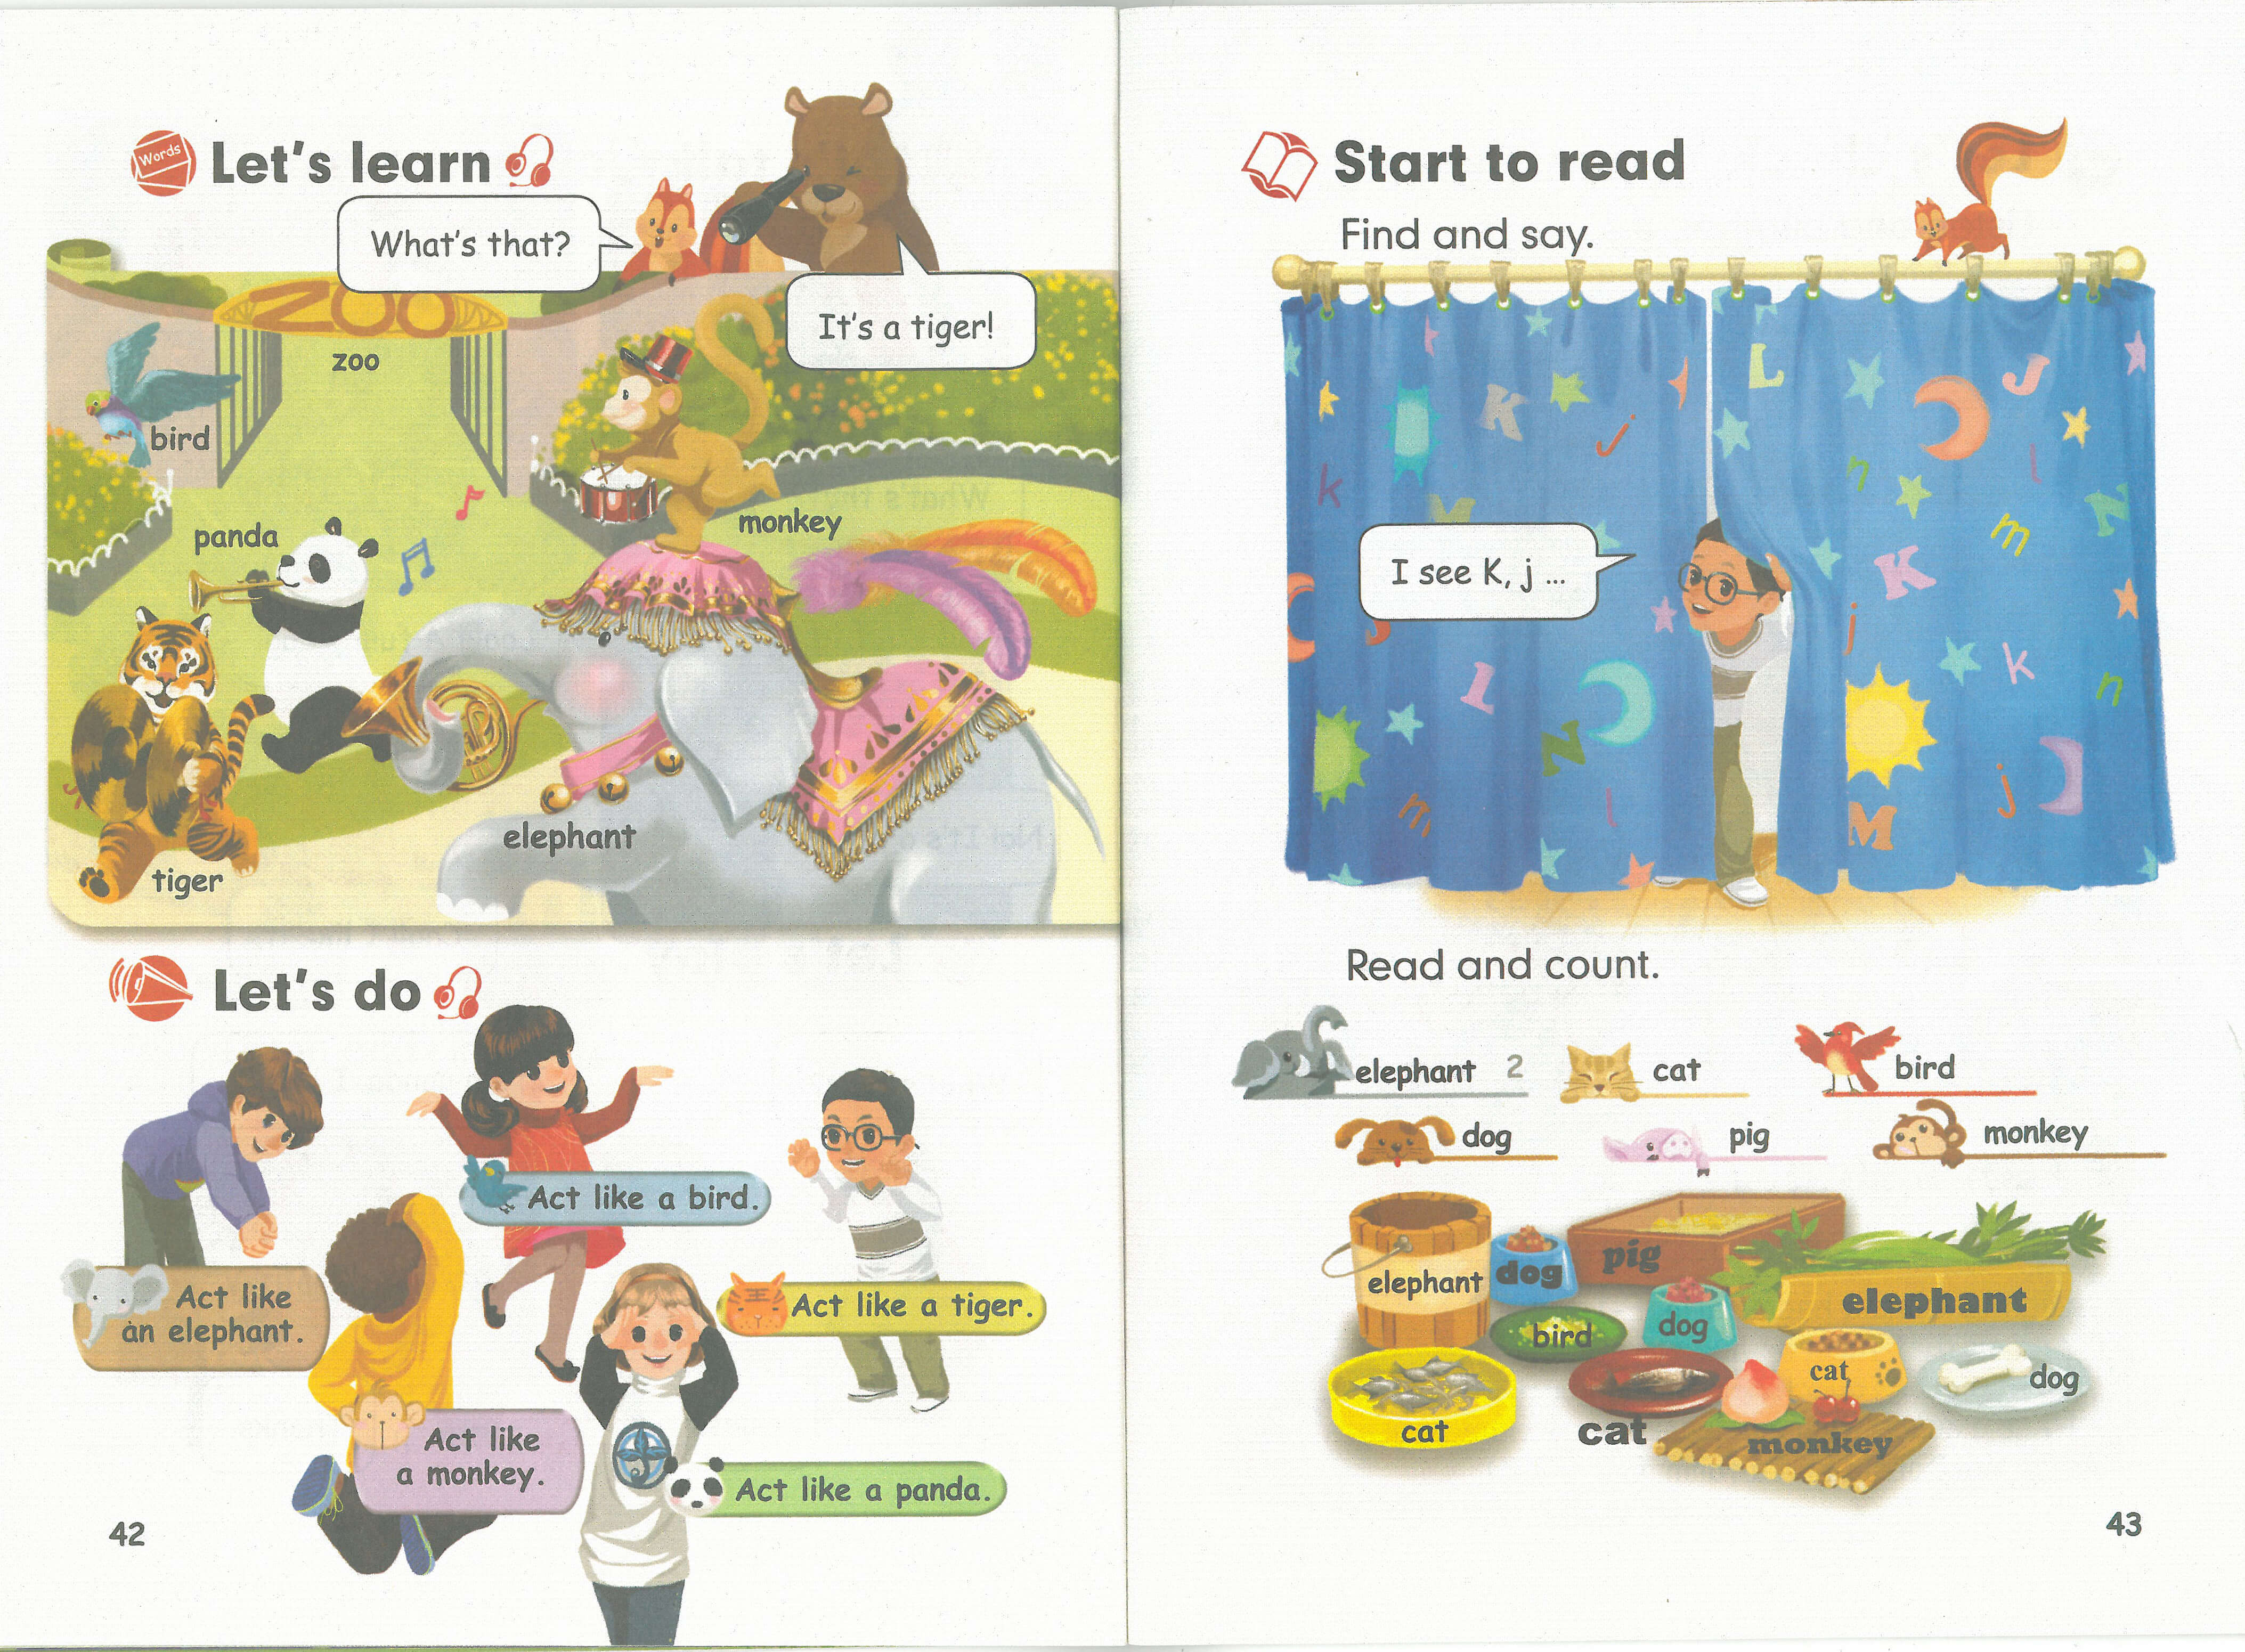 Words
Let's learn
What's that?
It's a tiger!
ZOO
zoo
bird
monkey
panda
elephant
tiger
Let's do
Act like a bird.
Act like
an elephant.
Act like a tiger.
Act like
a monkey.
Act like a panda.
42
Start to read
Find and say.
L
J
K
j
n
l
k
m
N
I see K, j ...
K
j
k
L
n
N
j
m
l
M
Read and count.
elephant 2
cat
bird
dog
pig
monkey
elephant
dog
pig
elephant
bird
dog
cat
dog
cat
cat
monkey
43